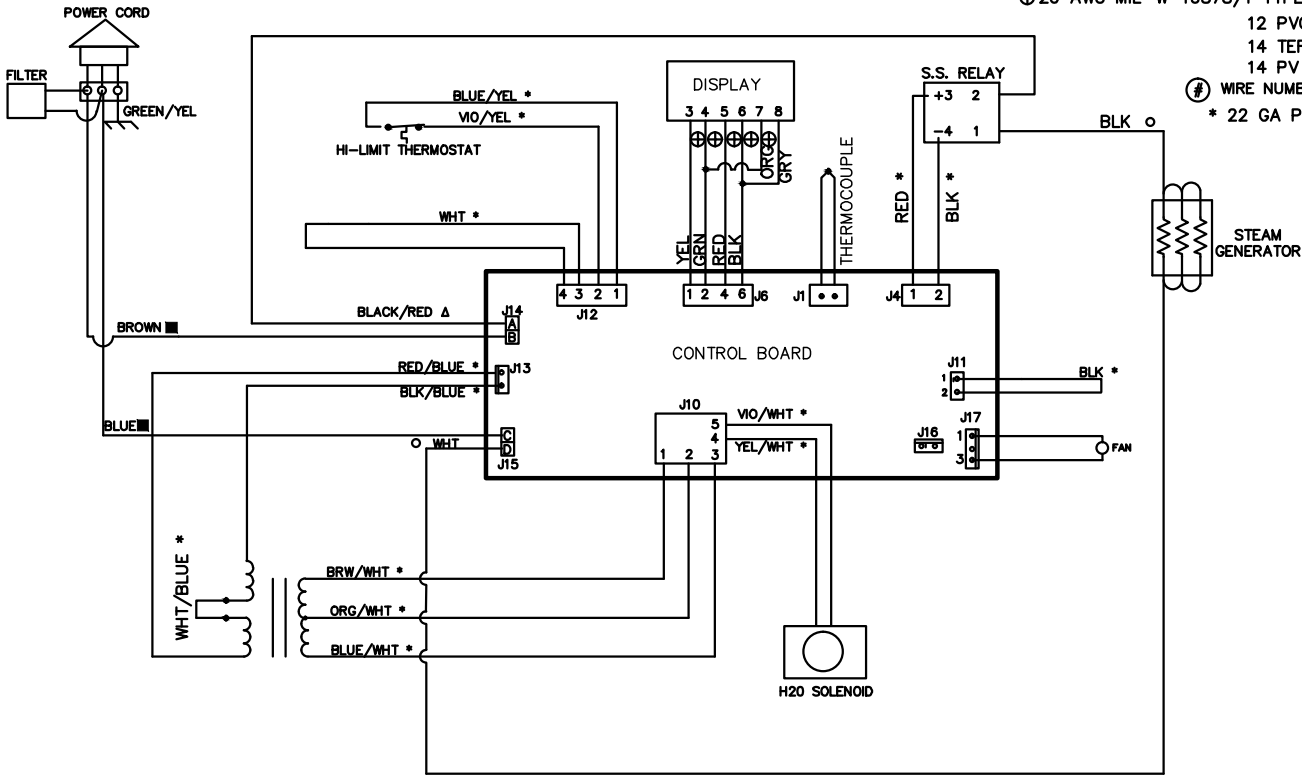 POWER CORD
FILTER
GREEN/YEL
BLUE/YEL *
VIO/YEL *
HI-LIMIT THERMOSTAT
WHT *
DISPLAY
3 4 5 6 7 8
ORG
GRY
YEL
GRN
RED
BLK
THERMOCOUPLE
S.S. RELAY
+3 2
-4 1
RED *
BLK *
BLK ○
12
14
14
# WIRE
* 22 GA
STEAM
GENERATOR
4 3 2 1
J12
1 2 4 6 J6
J1
J4 1 2
BLACK/RED Δ
J14
A
B
BROWN ■
CONTROL BOARD
RED/BLUE *
J13
BLK/BLUE *
J11
1
2
BLK *
BLUE ■
○ WHT
C
D
J15
J10
5
4
1 2 3
VIO/WHT *
YEL/WHT *
J16
J17
1
3
FAN
WHT/BLUE *
BRW/WHT *
ORG/WHT *
BLUE/WHT *
H20 SOLENOID